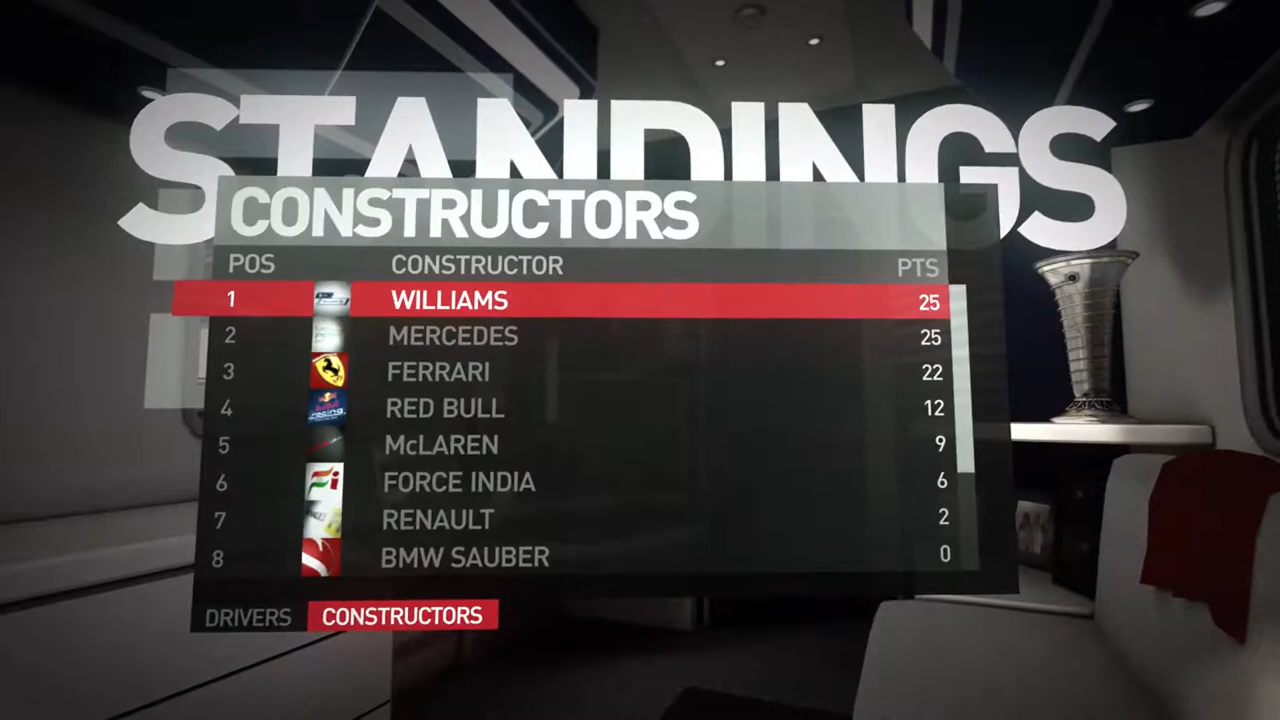 STANDINGS
CONSTRUCTORS
POS CONSTRUCTOR PTS
1 WILLIAMS 25
2 MERCEDES 25
3 FERRARI 22
4 RED BULL 12
5 McLAREN 9
6 FORCE INDIA 6
7 RENAULT 2
8 BMW SAUBER 0
DRIVERS CONSTRUCTORS